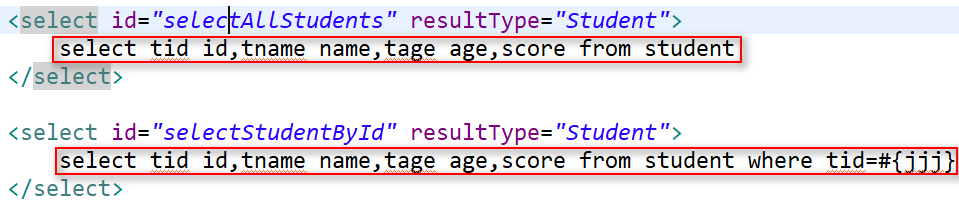 <select id="selectAllStudents" resultType="Student">
select tid id,tname name,tage age,score from student
</select>
<select id="selectStudentById" resultType="Student">
select tid id,tname name,tage age,score from student where tid=#{jjj}
</select>